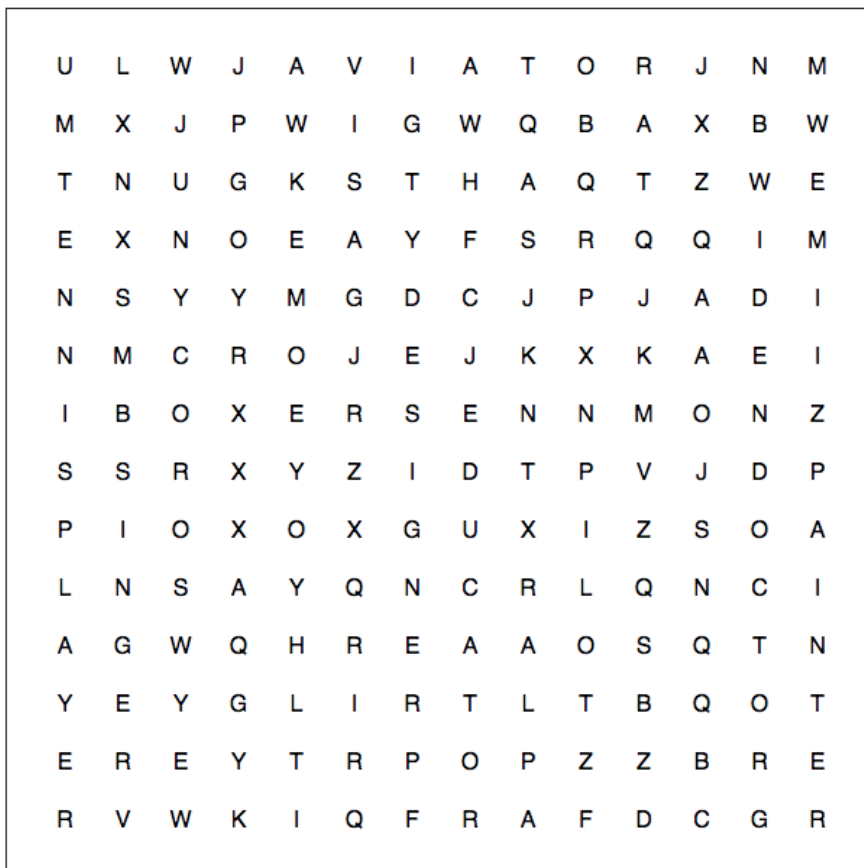 U L W J A V I A T O R J N M
M X J P W I G W Q B A X B W
T N U G K S T H A Q T Z W E
E X N O E A Y F S R Q Q I M
N S Y Y M G D C J P J A D I
N M C R O J E J K X K A E I
I B O X E R S E N N M O N Z
S S R X Y Z I D T P V J D P
P I O X O X G U X I Z S O A
L N S A Y Q N C R L Q N C I
A G W Q H R E A A O S Q T N
Y E Y G L I R T L T B Q O T
E R E Y T R P O P Z Z B R E
R V W K I Q F R A F D C G R